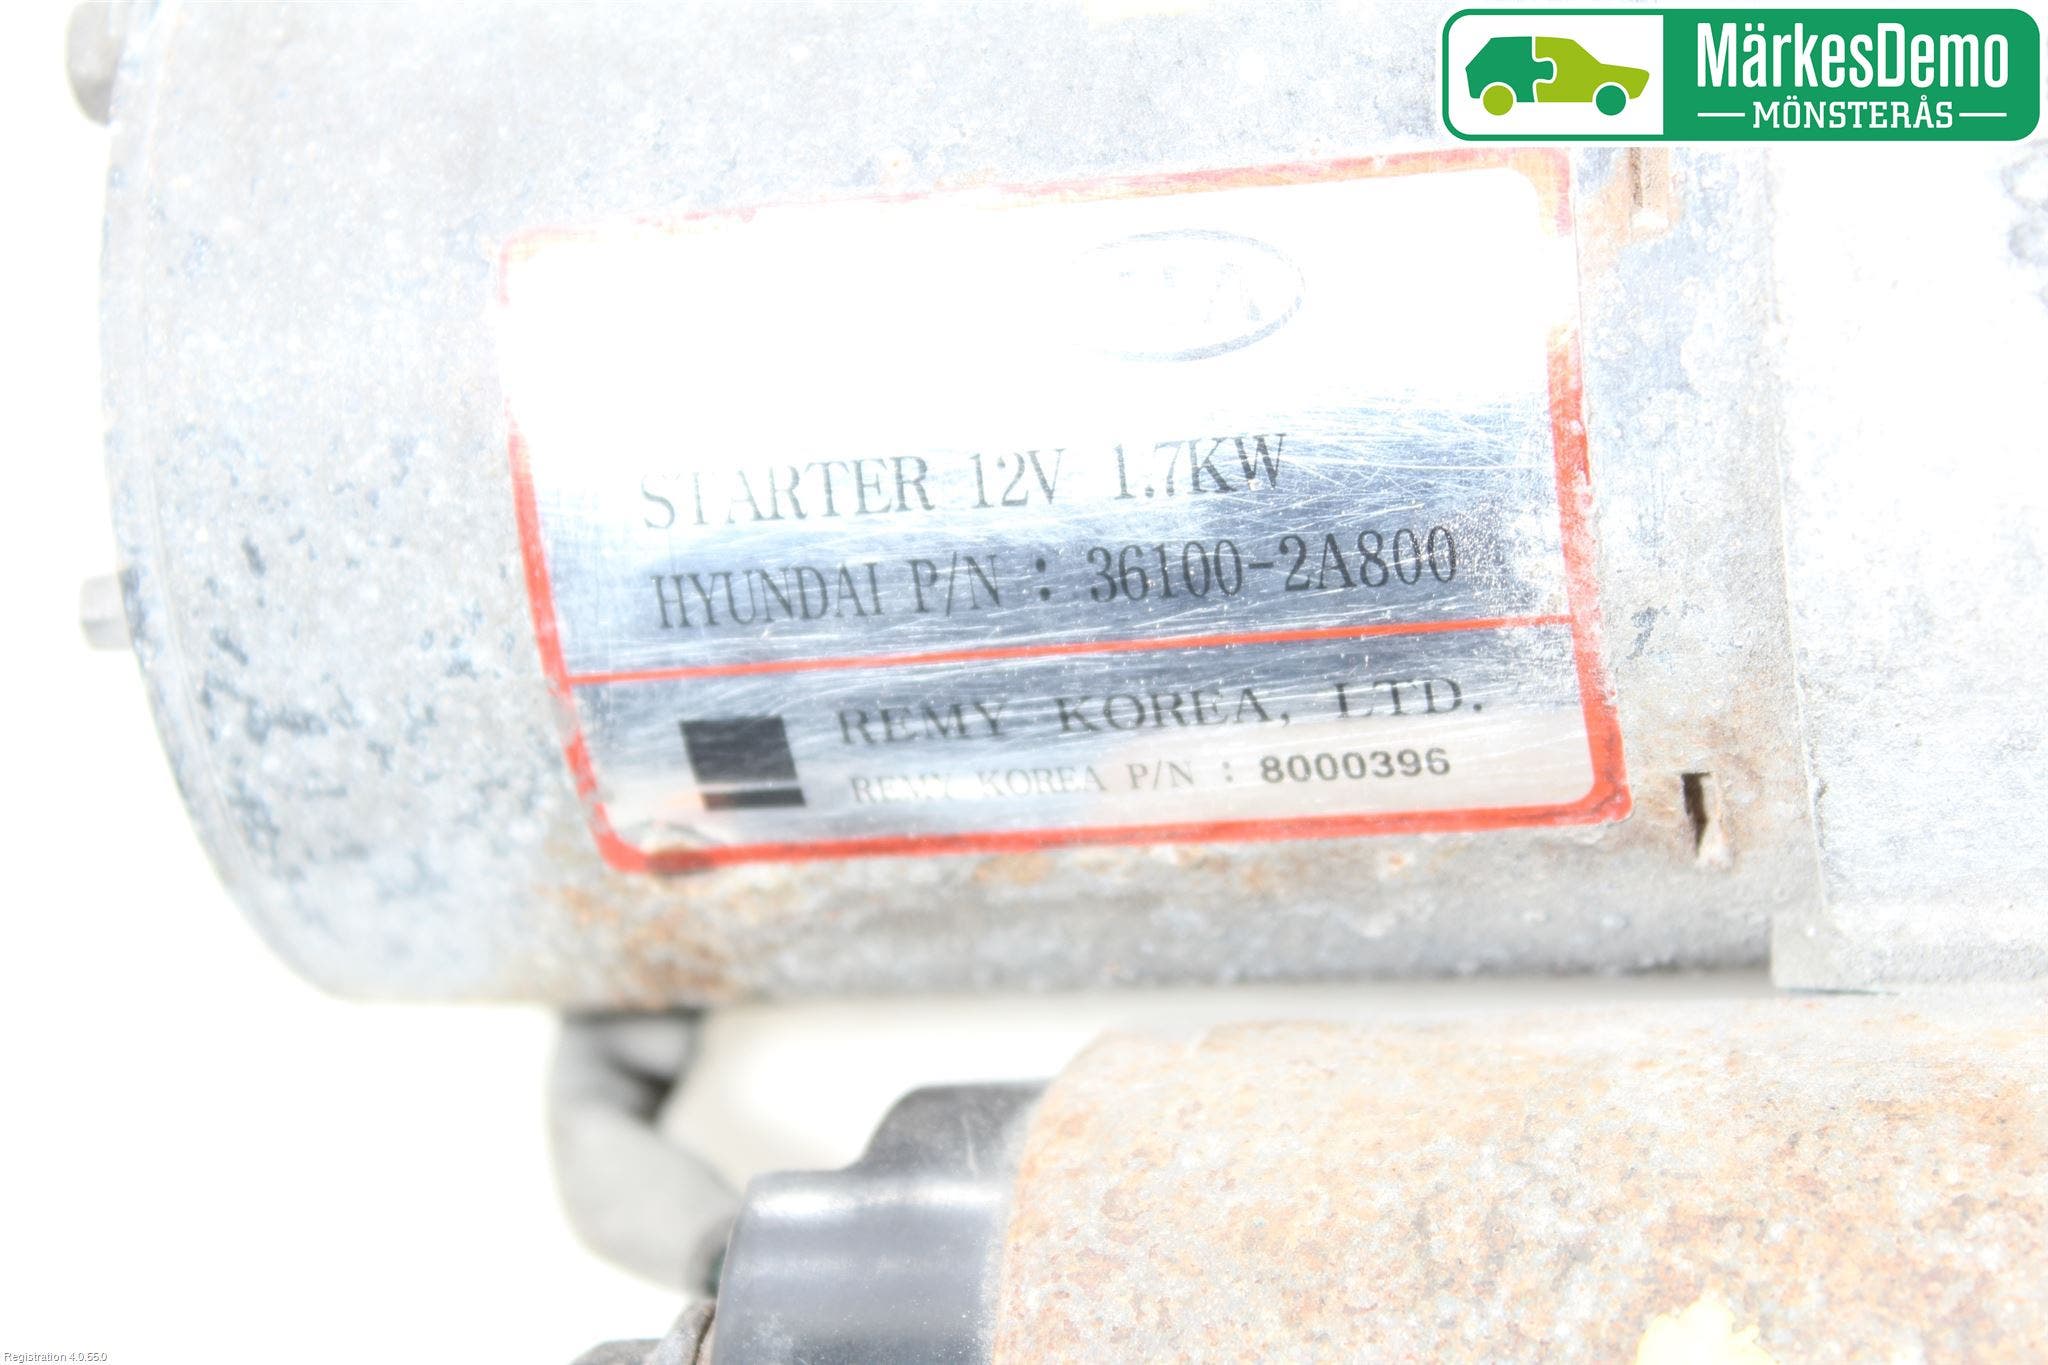 MärkesDemo
MÖNSTERÅS
KIA
STARTER 12V 1.7KW
HYUNDAI P/N : 36100-2A800
REMY KOREA, LTD.
REMY KOREA P/N : 8000396
Registration 4.0.55.0